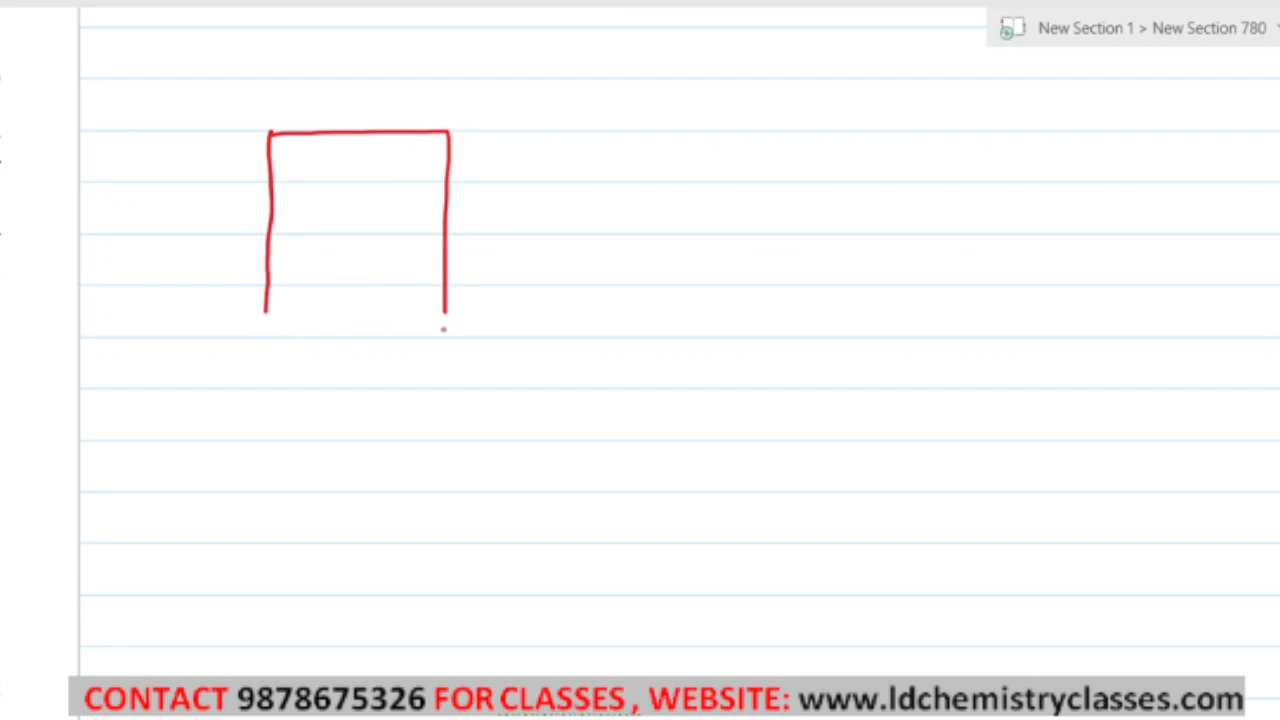 New Section 1 > New Section 780
CONTACT 9878675326 FOR CLASSES , WEBSITE: www.ldchemistryclasses.com